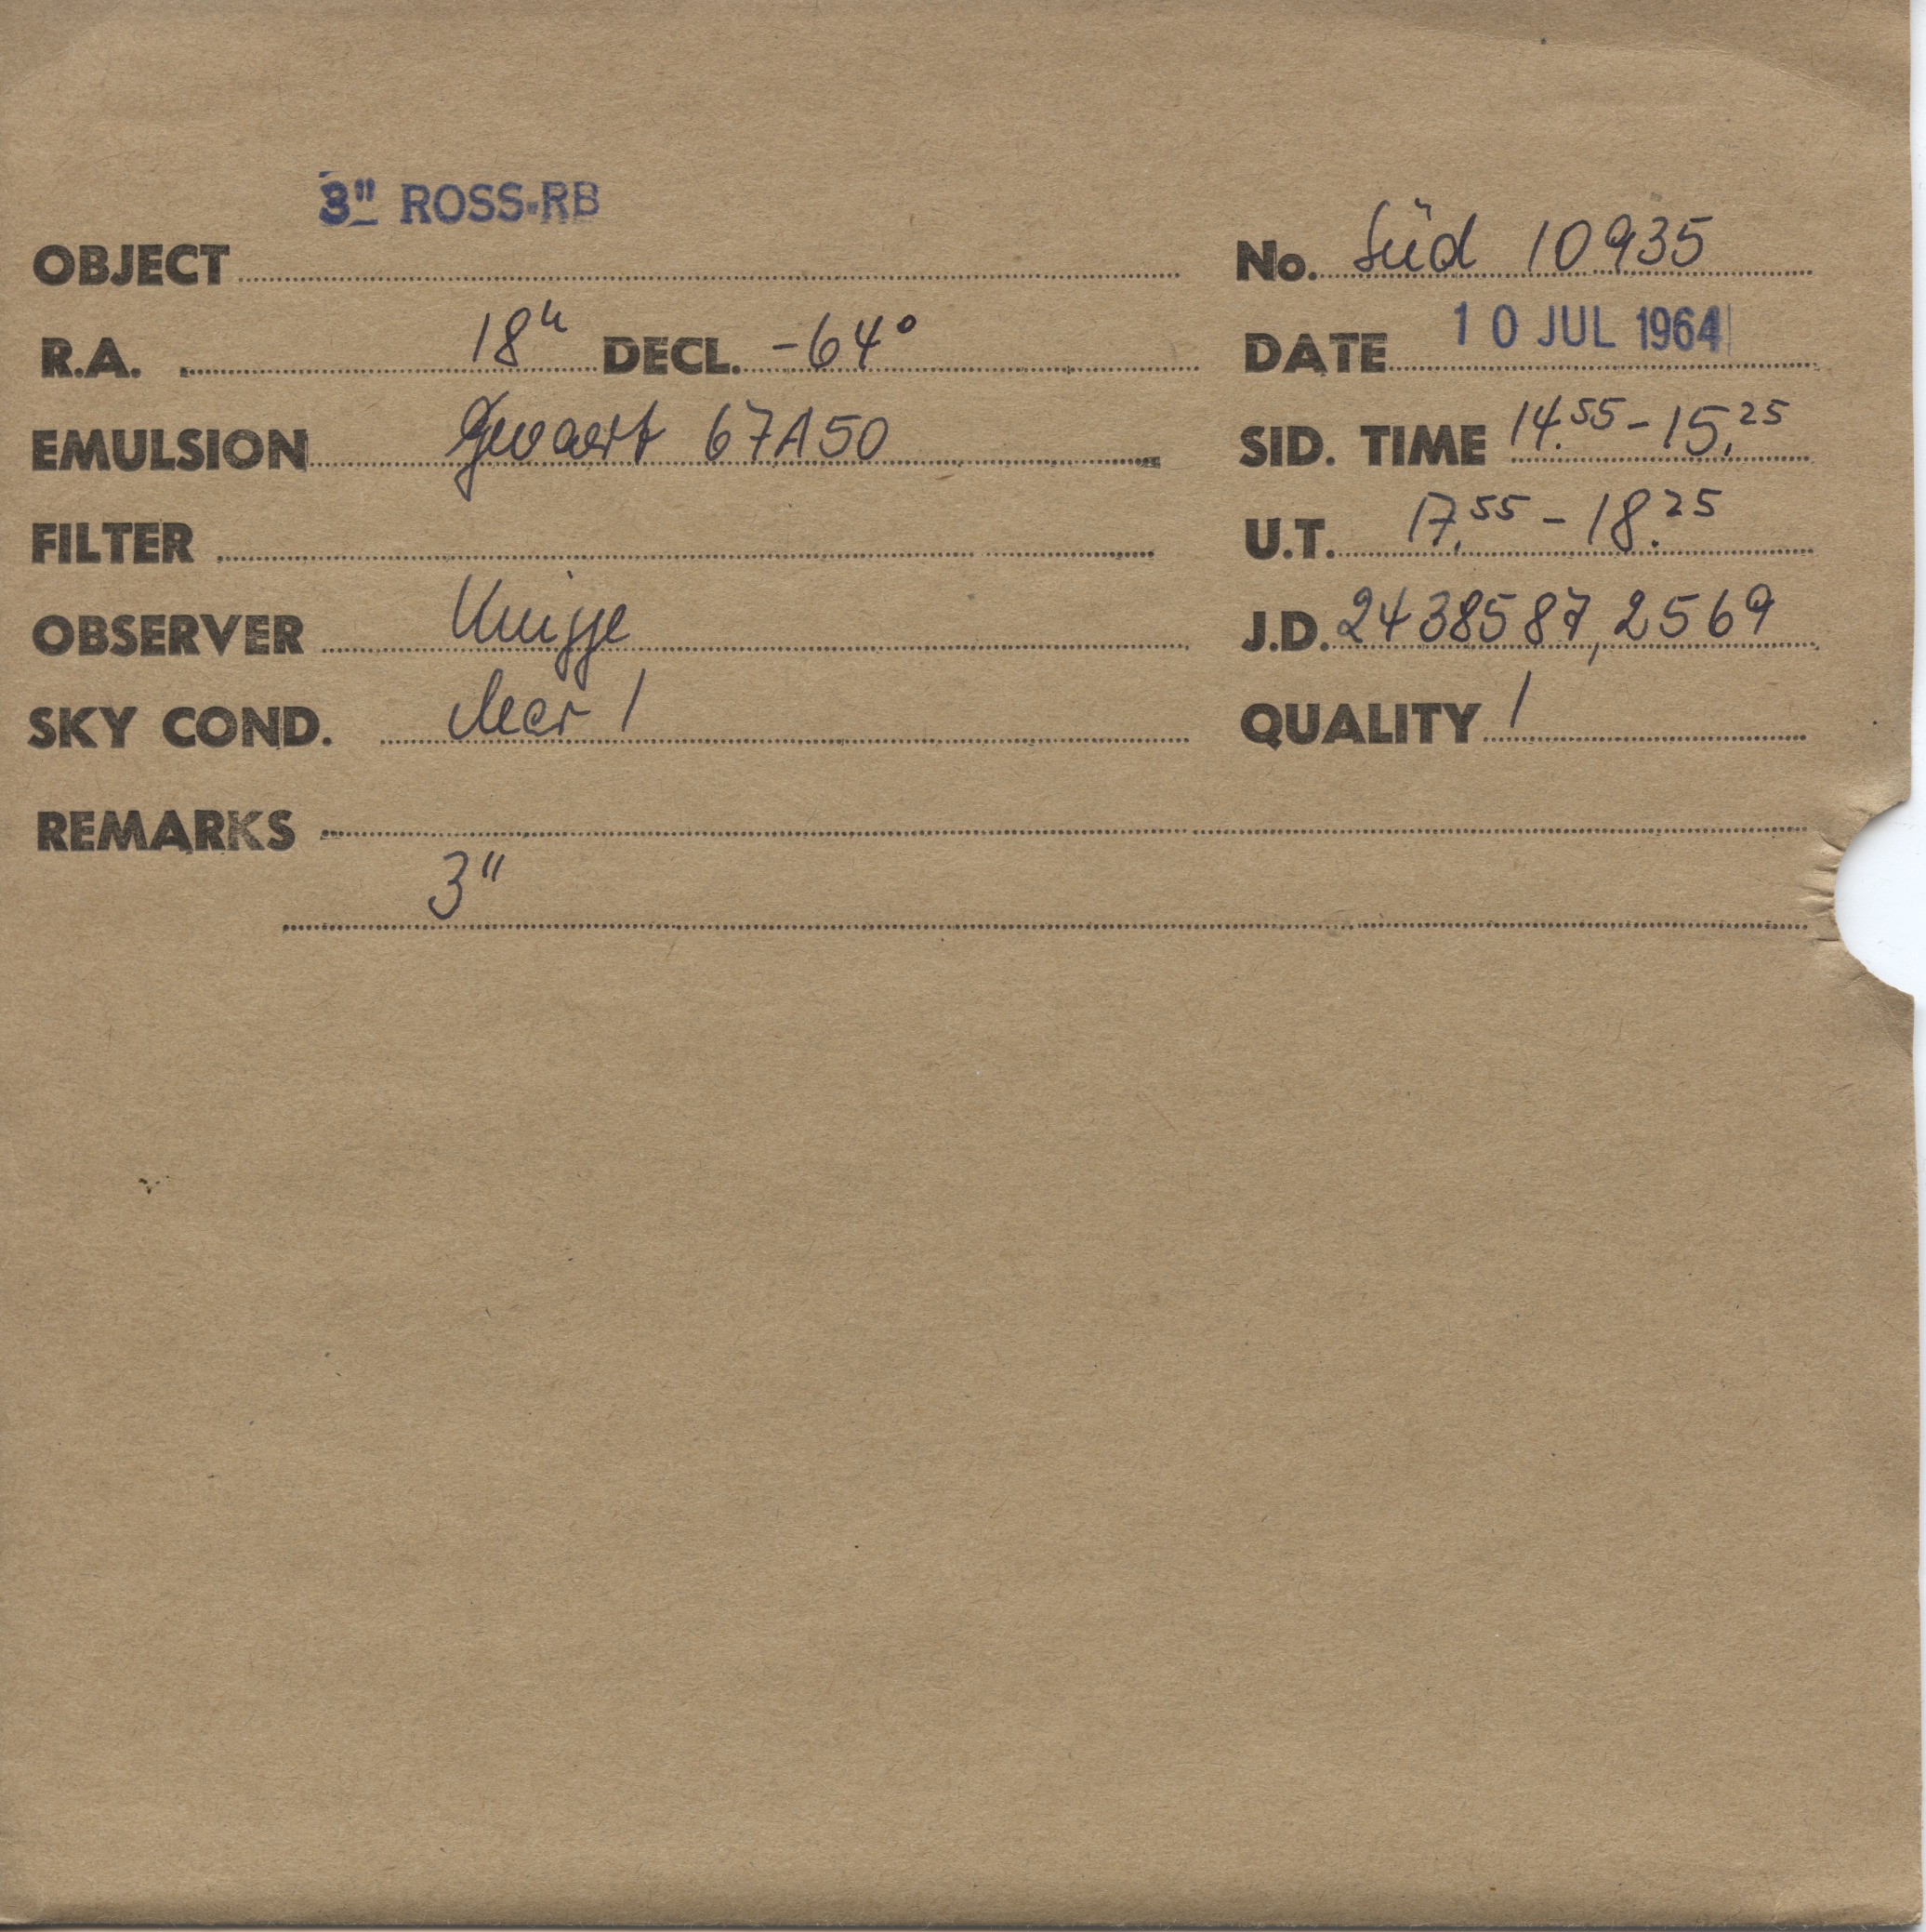 3" ROSS-RB
OBJECT No. Süd 10935
R.A. 18h DECL. -64° DATE 10 JUL 1964
EMULSION Gevaert 67A50 SID. TIME 14.55 - 15.25
FILTER U.T. 17.55 - 18.25
OBSERVER Knigge J.D. 2438587,2569
SKY COND. clear 1 QUALITY 1
REMARKS
3"